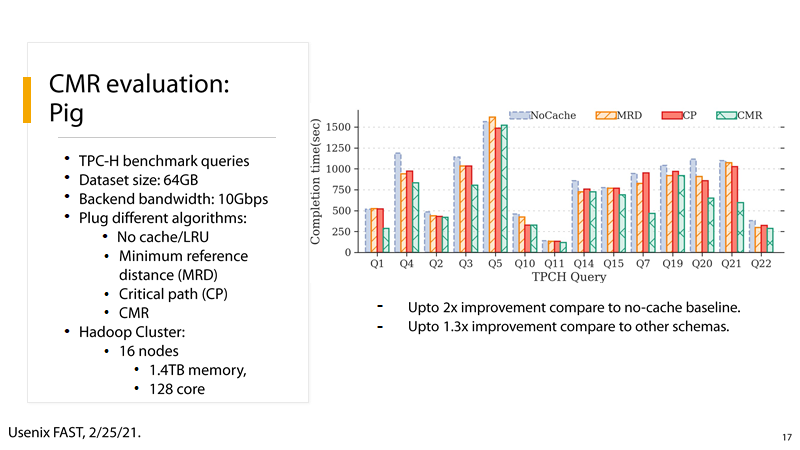 CMR evaluation:
Pig
• TPC-H benchmark queries
• Dataset size: 64GB
• Backend bandwidth: 10Gbps
• Plug different algorithms:
• No cache/LRU
• Minimum reference
distance (MRD)
• Critical path (CP)
• CMR
• Hadoop Cluster:
• 16 nodes
• 1.4TB memory,
• 128 core
NoCache MRD CP CMR
Completion time(sec)
1500
1250
1000
750
500
250
0
Q1 Q4 Q2 Q3 Q5 Q10 Q11 Q14 Q15 Q7 Q19 Q20 Q21 Q22
TPCH Query
- Upto 2x improvement compare to no-cache baseline.
- Upto 1.3x improvement compare to other schemas.
Usenix FAST, 2/25/21.
17